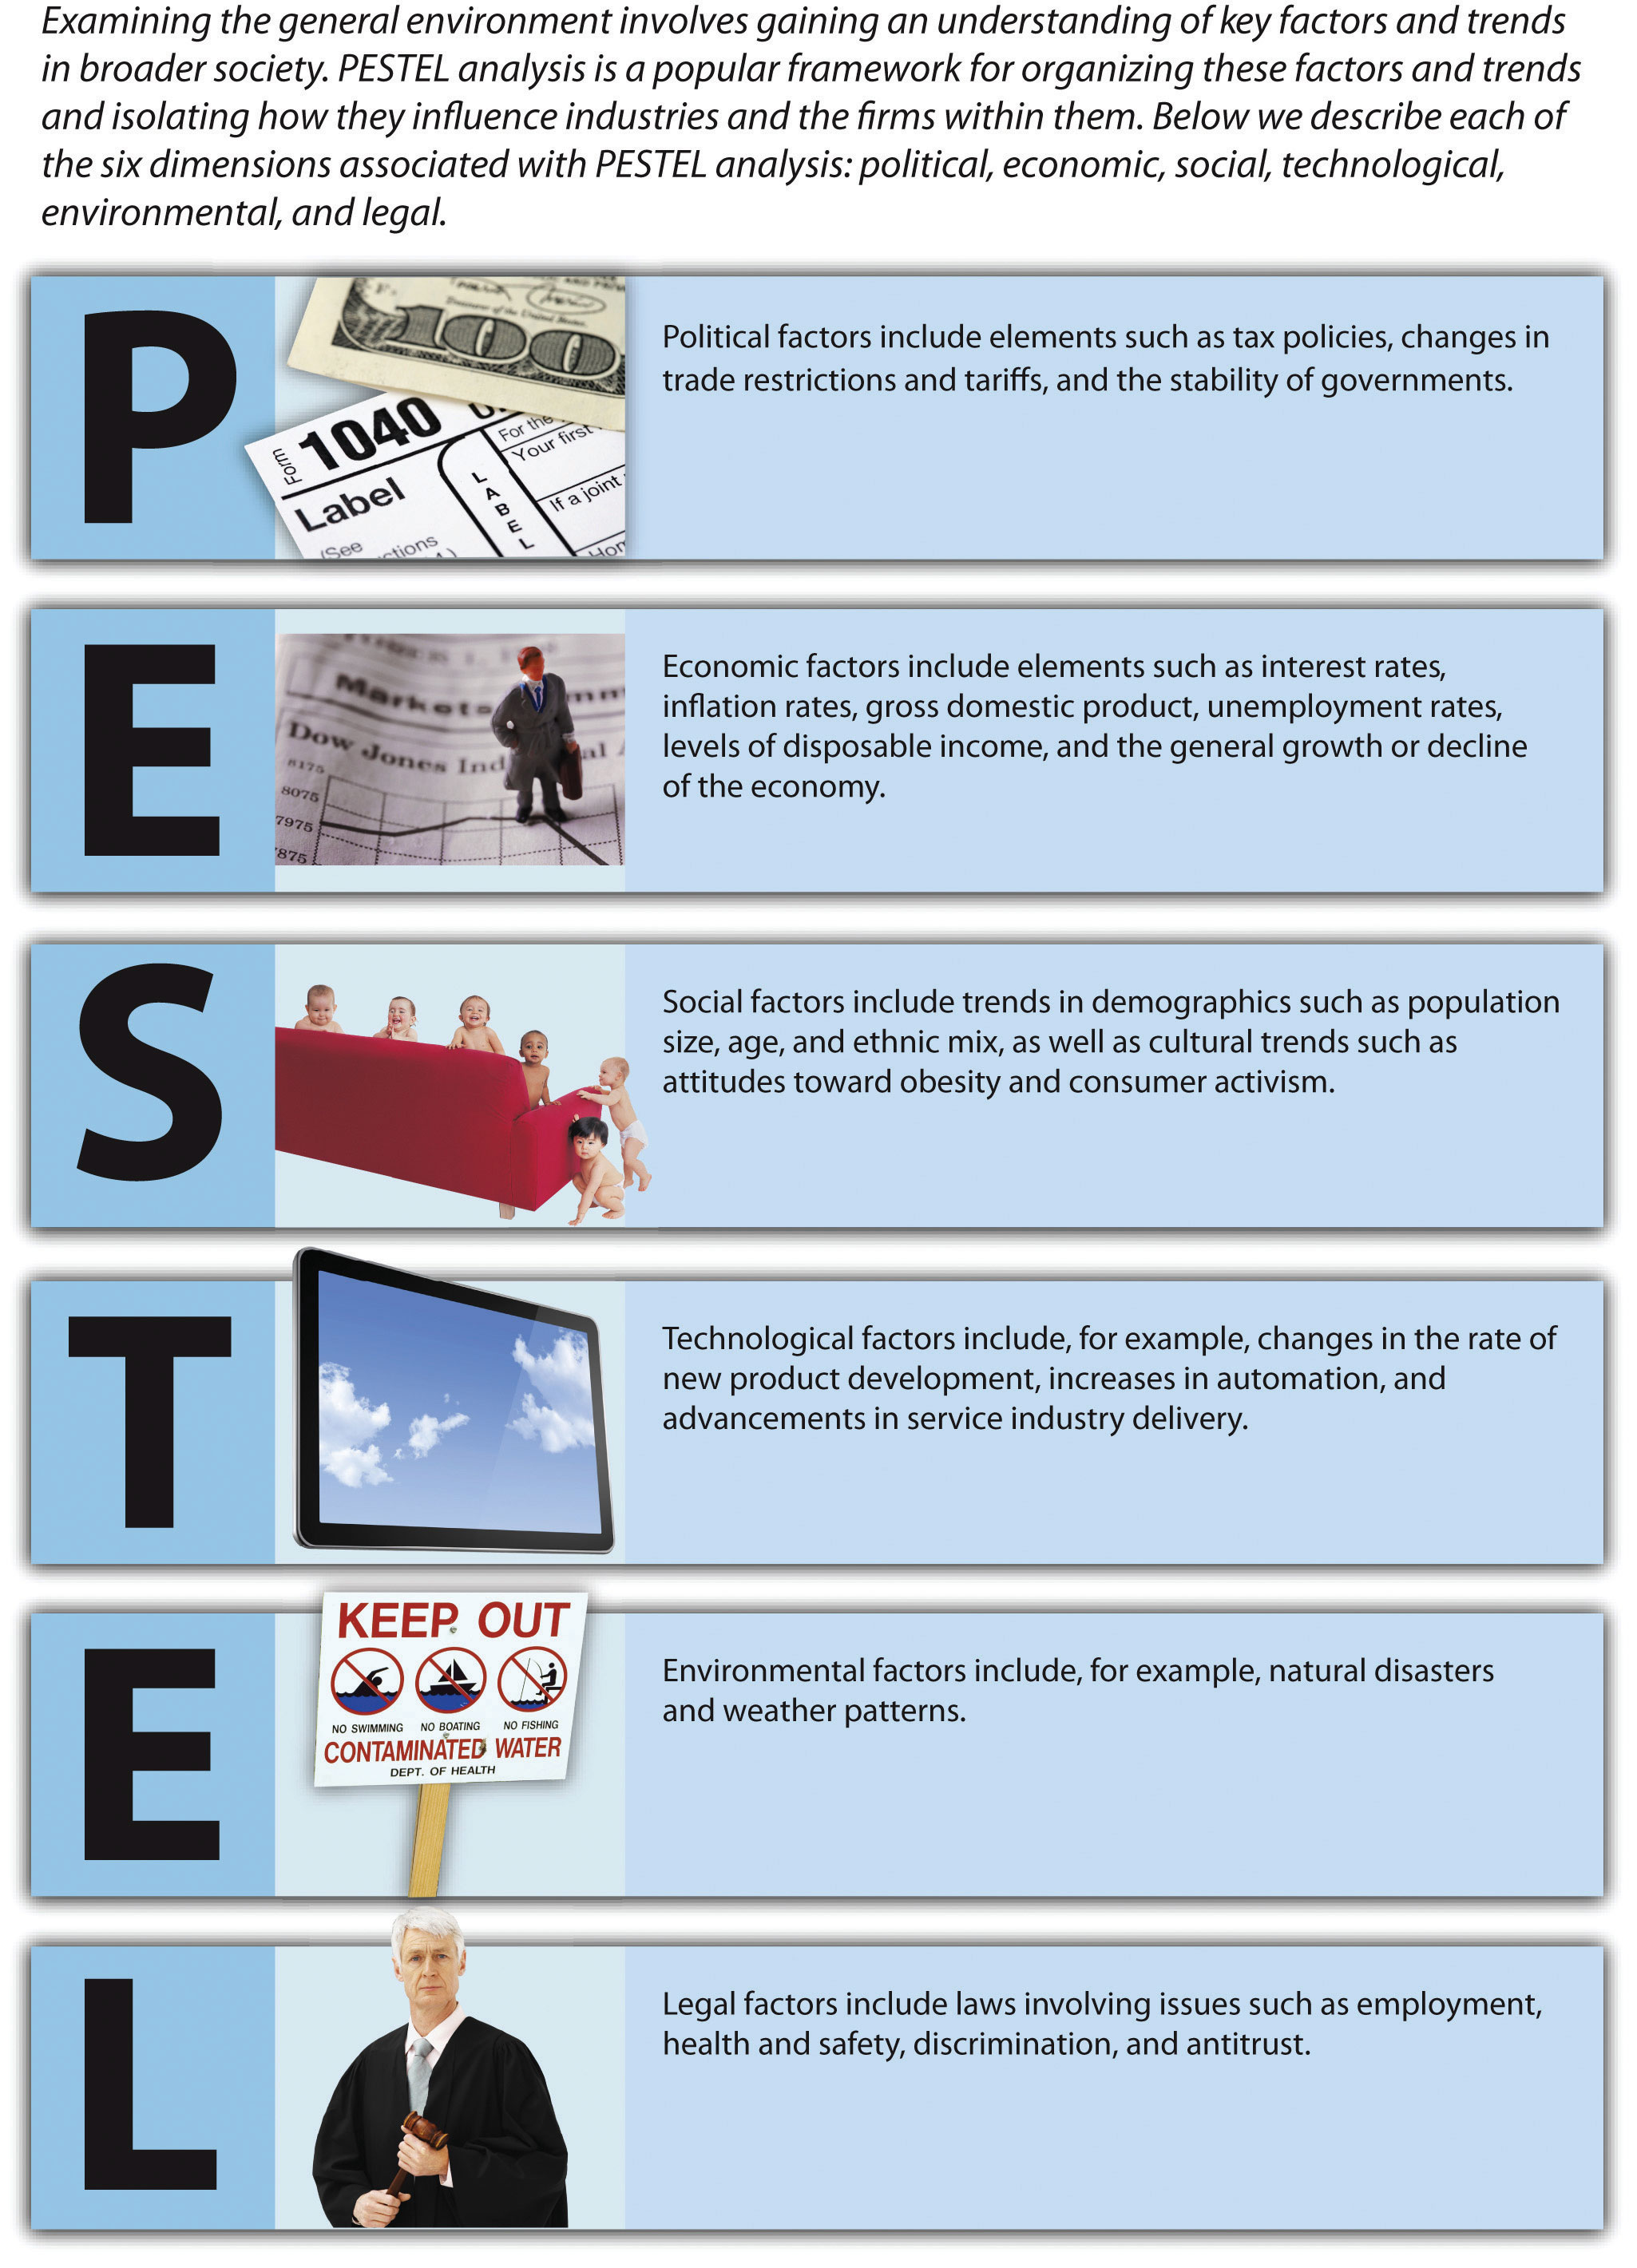 Examining the general environment involves gaining an understanding of key factors and trends
in broader society. PESTEL analysis is a popular framework for organizing these factors and trends
and isolating how they influence industries and the firms within them. Below we describe each of
the six dimensions associated with PESTEL analysis: political, economic, social, technological,
environmental, and legal.
P
100
Form 1040
Label
(See
LABEL
For the
Your first
If a joint
Political factors include elements such as tax policies, changes in
trade restrictions and tariffs, and the stability of governments.
E
Markets
Dow Jones Ind
8175
8075
7975
Economic factors include elements such as interest rates,
inflation rates, gross domestic product, unemployment rates,
levels of disposable income, and the general growth or decline
of the economy.
S
Social factors include trends in demographics such as population
size, age, and ethnic mix, as well as cultural trends such as
attitudes toward obesity and consumer activism.
T
Technological factors include, for example, changes in the rate of
new product development, increases in automation, and
advancements in service industry delivery.
E
KEEP OUT
NO SWIMMING NO BOATING NO FISHING
CONTAMINATED WATER
DEPT. OF HEALTH
Environmental factors include, for example, natural disasters
and weather patterns.
L
Legal factors include laws involving issues such as employment,
health and safety, discrimination, and antitrust.